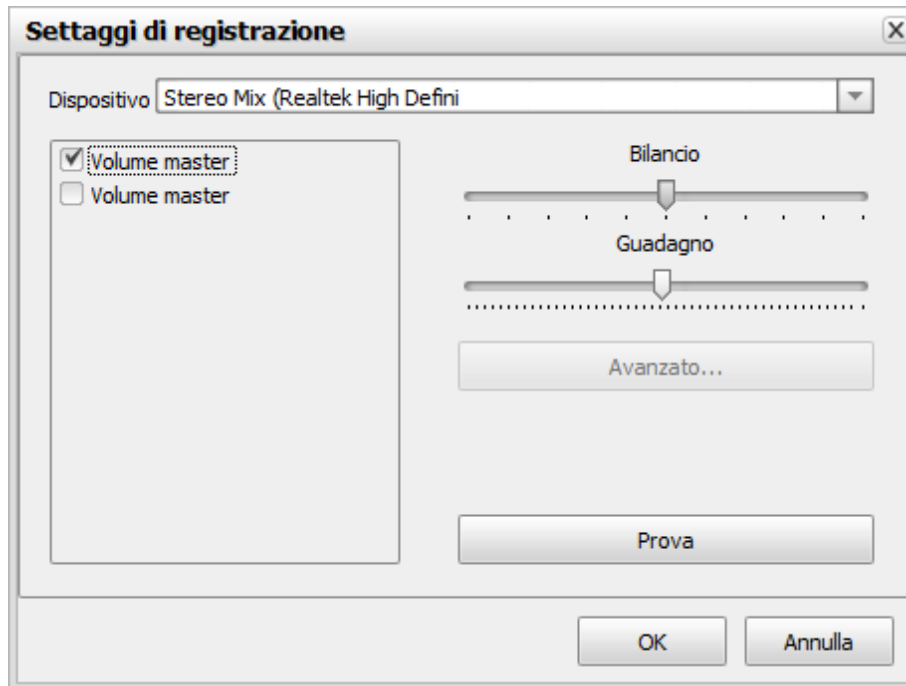 Settaggi di registrazione
Dispositivo Stereo Mix (Realtek High Defini
Volume master
Volume master
Bilancio
Guadagno
Avanzato...
Prova
OK Annulla